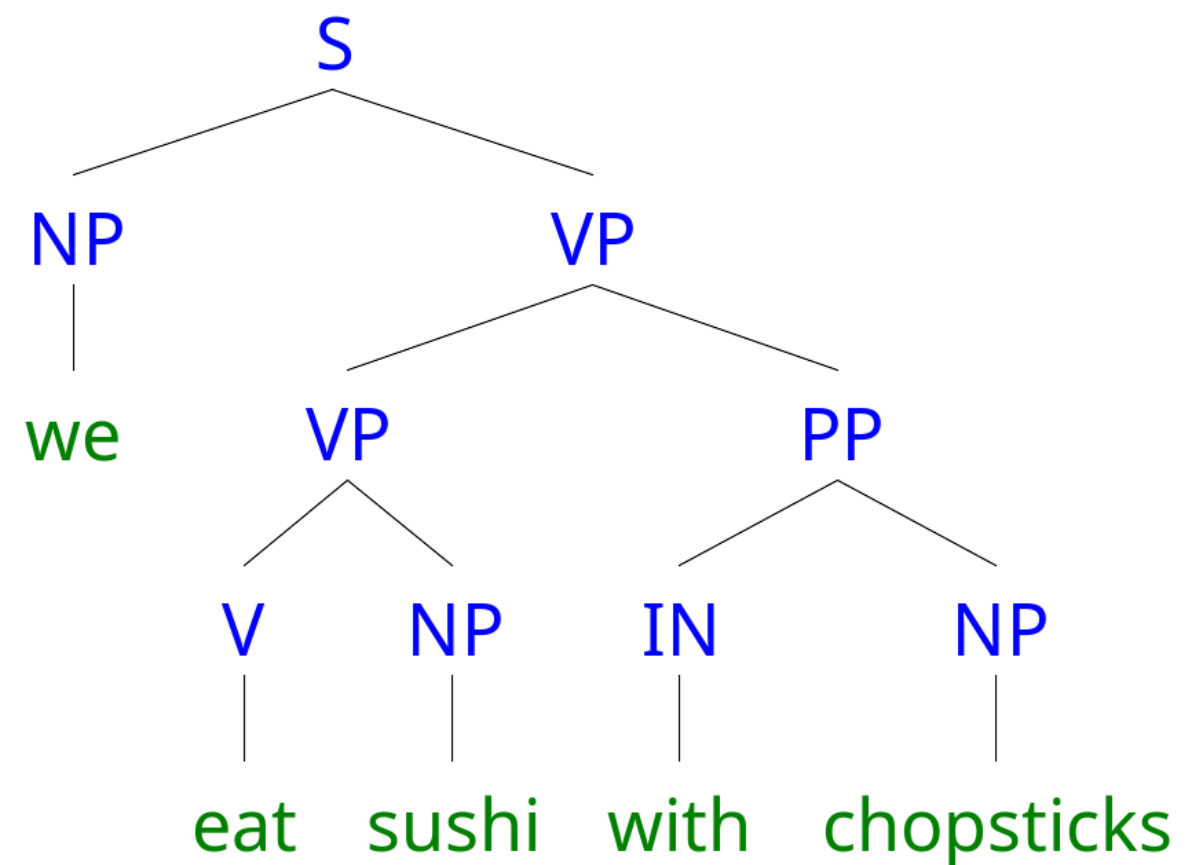 S
NP VP
we VP PP
V NP IN NP
eat sushi with chopsticks